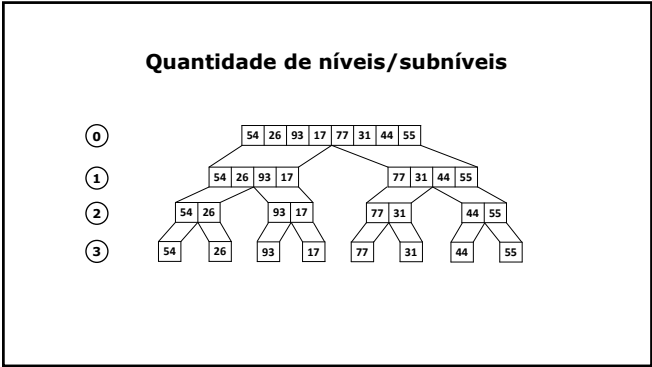 Quantidade de níveis/subníveis
0 54 26 93 17 77 31 44 55
1 54 26 93 17 77 31 44 55
2 54 26 93 17 77 31 44 55
3 54 26 93 17 77 31 44 55